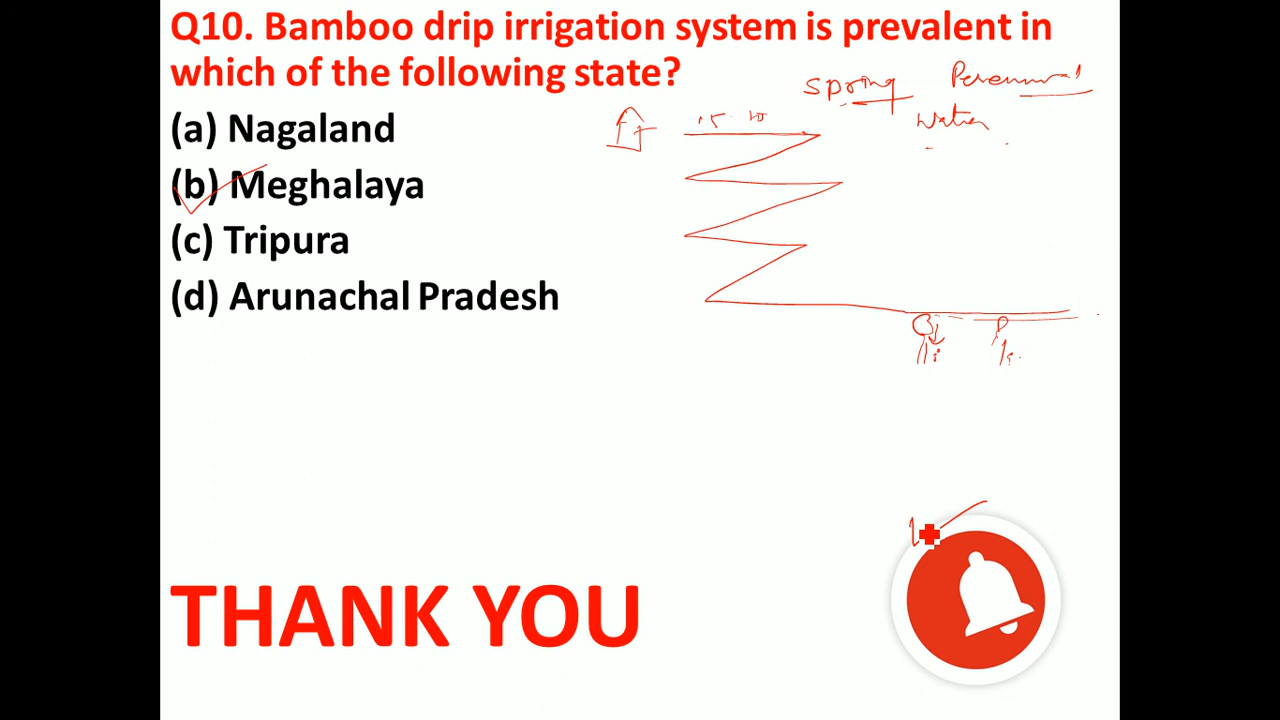 Q10. Bamboo drip irrigation system is prevalent in
which of the following state?
spring Perennial
water
(a) Nagaland
(b) Meghalaya
(c) Tripura
(d) Arunachal Pradesh
THANK YOU